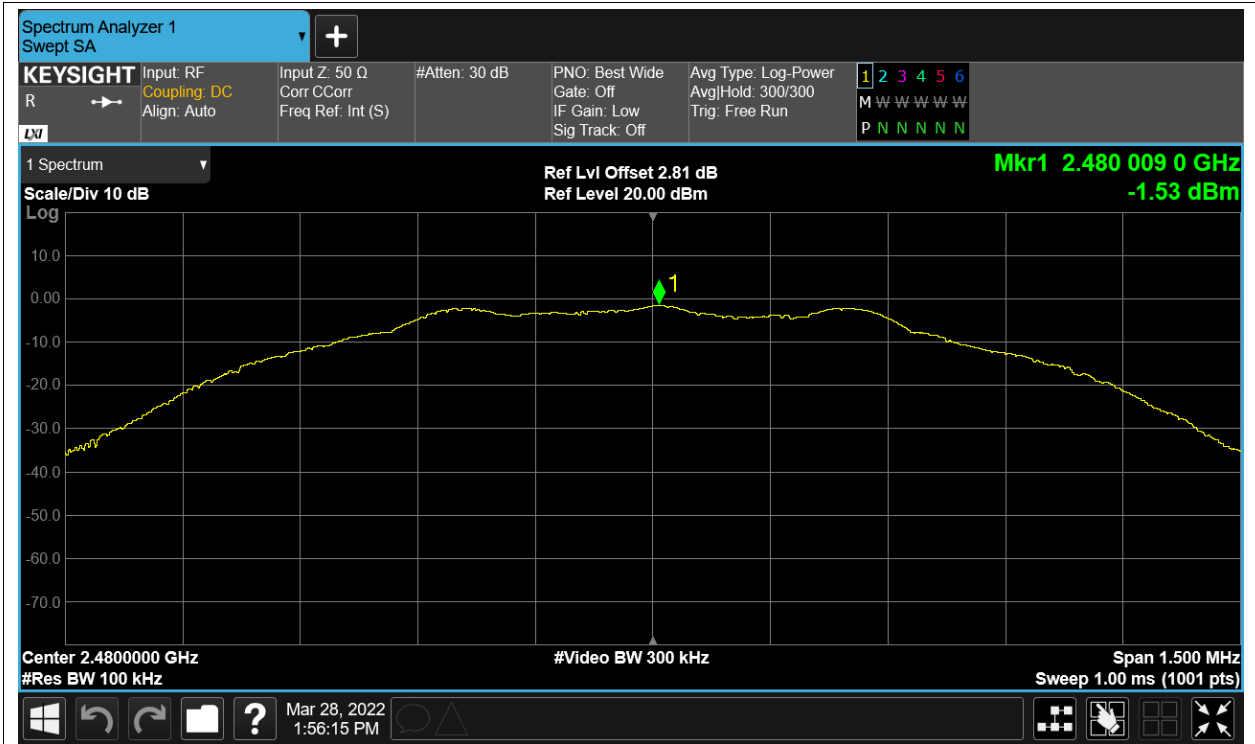 Spectrum Analyzer 1
Swept SA
KEYSIGHT
R
LXI
Input: RF
Coupling: DC
Align: Auto
Input Z: 50 Ω
Corr CCorr
Freq Ref: Int (S)
#Atten: 30 dB
PNO: Best Wide
Gate: Off
IF Gain: Low
Sig Track: Off
Avg Type: Log-Power
Avg|Hold: 300/300
Trig: Free Run
1 2 3 4 5 6
M W W W W W
P N N N N N
1 Spectrum
Scale/Div 10 dB
Log
Ref Lvl Offset 2.81 dB
Ref Level 20.00 dBm
Mkr1 2.480 009 0 GHz
-1.53 dBm
1
10.0
0.00
-10.0
-20.0
-30.0
-40.0
-50.0
-60.0
-70.0
Center 2.4800000 GHz
#Res BW 100 kHz
#Video BW 300 kHz
Span 1.500 MHz
Sweep 1.00 ms (1001 pts)
?
Mar 28, 2022
1:56:15 PM